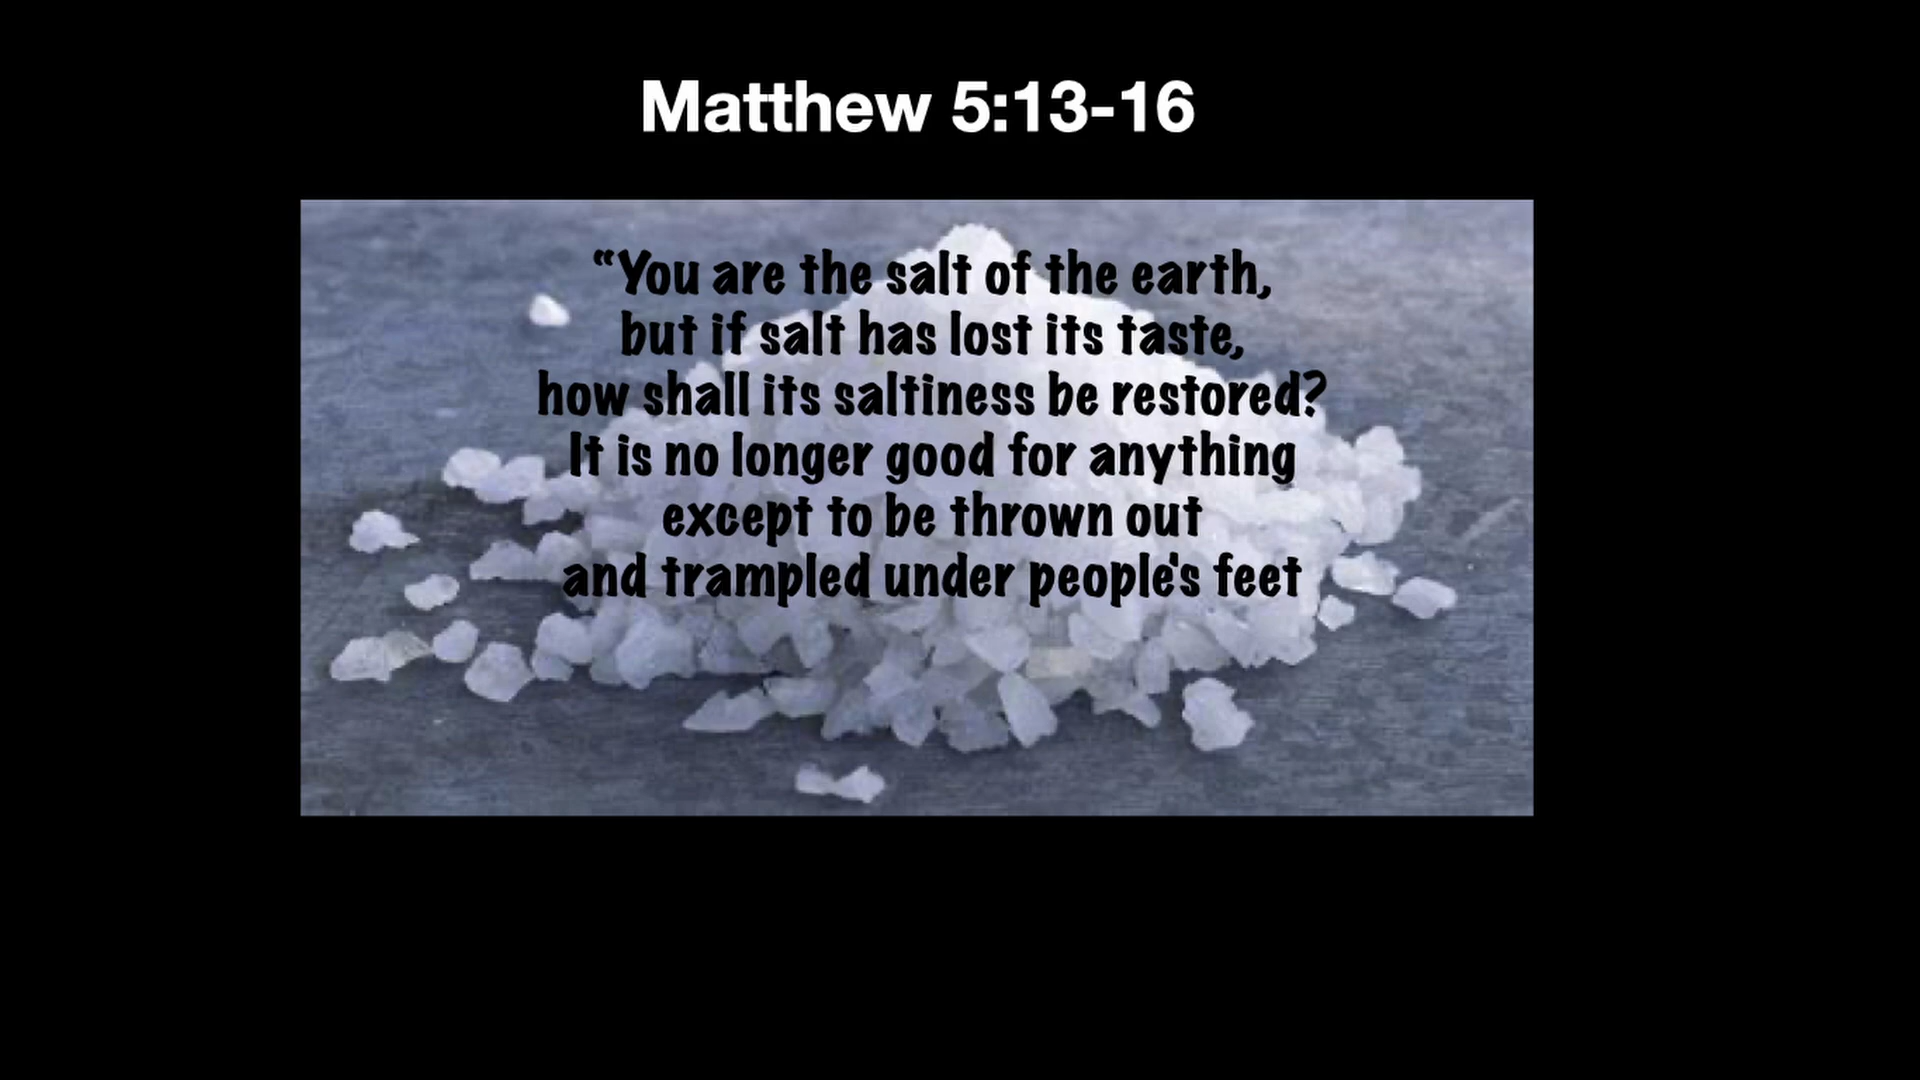 Matthew 5:13-16
“You are the salt of the earth,
but if salt has lost its taste,
how shall its saltiness be restored?
It is no longer good for anything
except to be thrown out
and trampled under people's feet